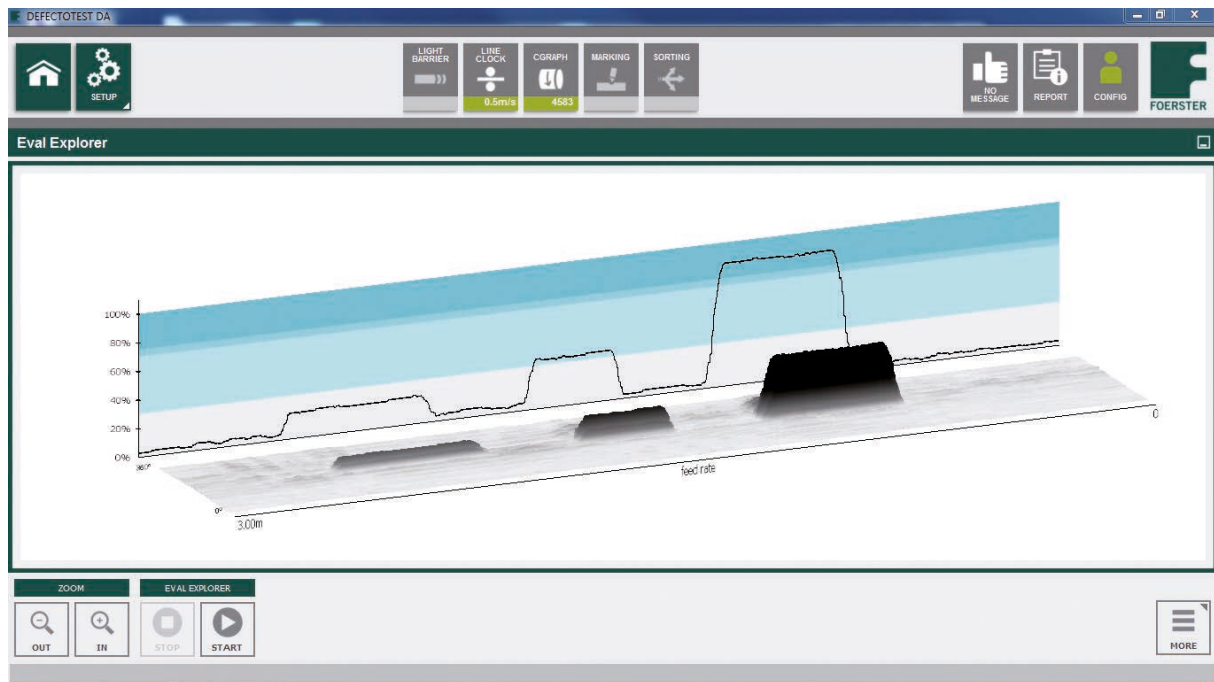 DEFECTOTEST DA
SETUP
LIGHT
BARRIER
LINE
CLOCK
0.5m/s
CGRAPH
4583
MARKING
SORTING
NO
MESSAGE
REPORT
CONFIG
FOERSTER
Eval Explorer
100%
80%
60%
40%
20%
0%
360°
0°
3.00m
feed rate
0
ZOOM
EVAL EXPLORER
OUT
IN
STOP
START
MORE